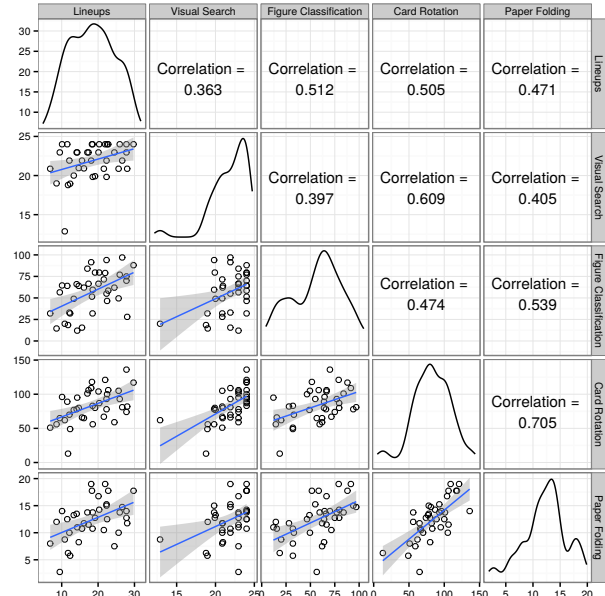 Lineups Visual Search Figure Classification Card Rotation Paper Folding
30
25
20
15
10
Correlation = 0.363
Correlation = 0.512
Correlation = 0.505
Correlation = 0.471
Lineups
25
20
15
Correlation = 0.397
Correlation = 0.609
Correlation = 0.405
Visual Search
100
75
50
25
0
Correlation = 0.474
Correlation = 0.539
Figure Classification
150
100
50
0
Correlation = 0.705
Card Rotation
20
15
10
5
Paper Folding
10 20 30 15 20 25 0 25 50 75 100 0 50 100 150 5 10 15 20